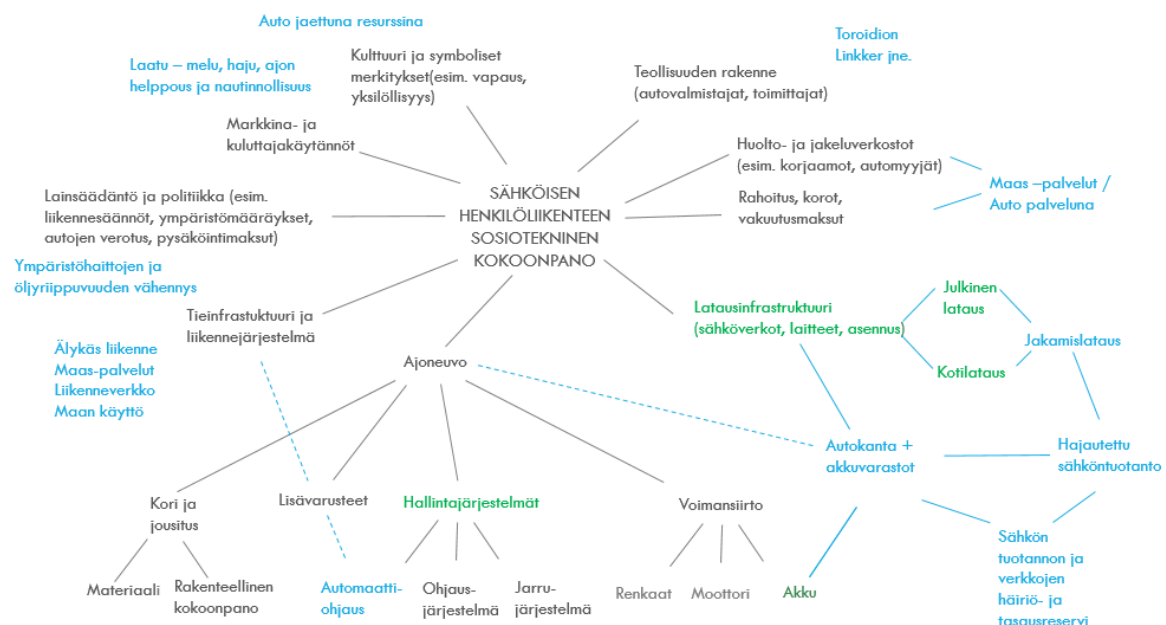 Auto jaettuna resurssina
Toroidion
Linkker jne.
Laatu – melu, haju, ajon
helppous ja nautinnollisuus
Kulttuuri ja symboliset
merkitykset(esim. vapaus,
yksilöllisyys)
Teollisuuden rakenne
(autovalmistajat, toimittajat)
Markkina- ja
kuluttajakäytännöt
Huolto- ja jakeluverkostot
(esim. korjaamot, automyyjät)
Maas –palvelut /
Auto palveluna
Lainsäädäntö ja politiikka (esim.
liikennesäännöt, ympäristömääräykset,
autojen verotus, pysäköintimaksut)
SÄHKÖISEN
HENKILÖLIIKENTEEN
SOSIOTEKNINEN
KOKOONPANO
Rahoitus, korot,
vakuutusmaksut
Ympäristöhaittojen ja
öljyriippuvuuden vähennys
Tieinfrastuktuuri ja
liikennejärjestelmä
Latausinfrastruktuuri
(sähköverkot, laitteet, asennus)
Julkinen
lataus
Jakamislataus
Kotilataus
Älykäs liikenne
Maas-palvelut
Liikenneverkko
Maan käyttö
Ajoneuvo
Autokanta +
akkuvarastot
Hajautettu
sähköntuotanto
Kori ja
jousitus
Lisävarusteet
Hallintajärjestelmät
Voimansiirto
Sähkön
tuotannon ja
verkkojen
häiriö- ja
tasausreservi
Materiaali
Rakenteellinen
kokoonpano
Automaatti-
ohjaus
Ohjaus-
järjestelmä
Jarru-
järjestelmä
Renkaat
Moottori
Akku